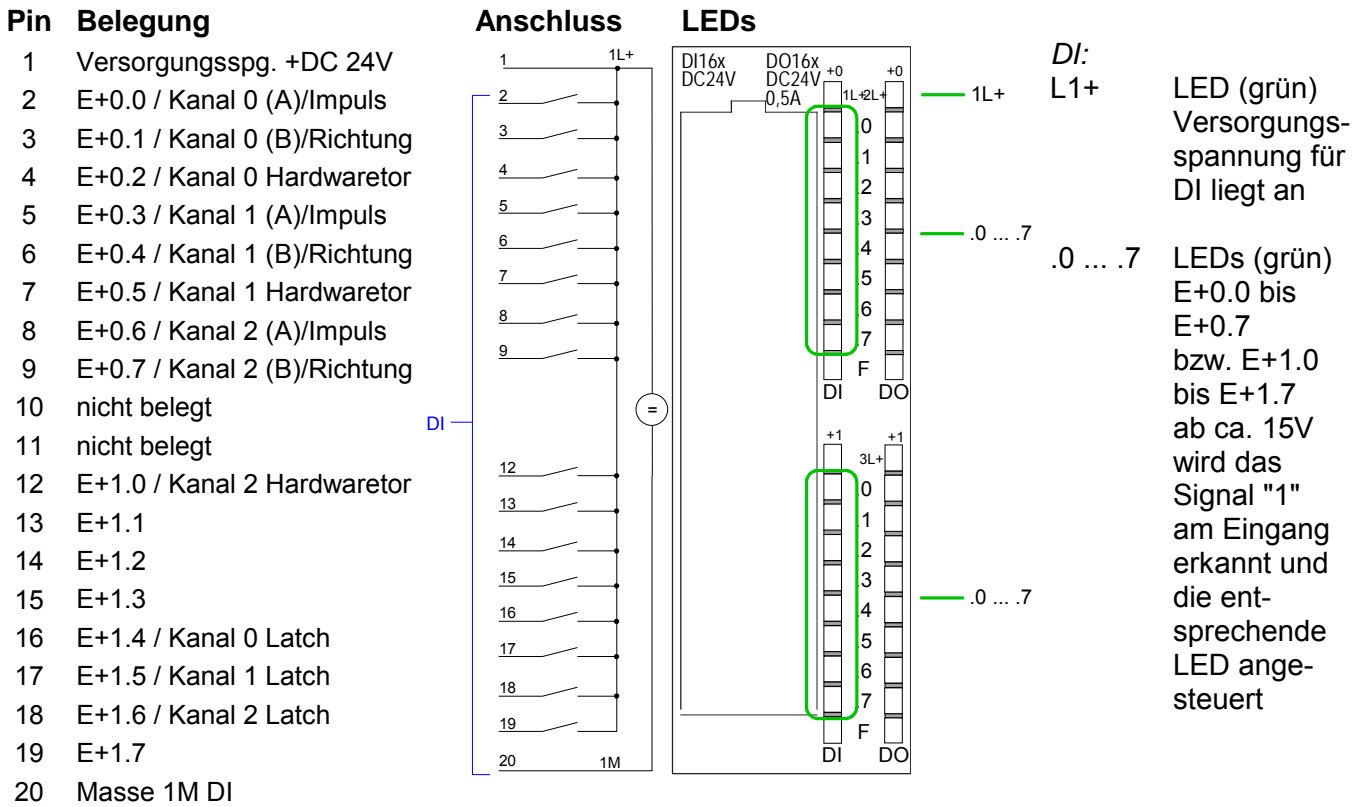 Pin Belegung Anschluss LEDs
1 Versorgungsspg. +DC 24V
2 E+0.0 / Kanal 0 (A)/Impuls
3 E+0.1 / Kanal 0 (B)/Richtung
4 E+0.2 / Kanal 0 Hardwaretor
5 E+0.3 / Kanal 1 (A)/Impuls
6 E+0.4 / Kanal 1 (B)/Richtung
7 E+0.5 / Kanal 1 Hardwaretor
8 E+0.6 / Kanal 2 (A)/Impuls
9 E+0.7 / Kanal 2 (B)/Richtung
10 nicht belegt
11 nicht belegt
12 E+1.0 / Kanal 2 Hardwaretor
13 E+1.1
14 E+1.2
15 E+1.3
16 E+1.4 / Kanal 0 Latch
17 E+1.5 / Kanal 1 Latch
18 E+1.6 / Kanal 2 Latch
19 E+1.7
20 Masse 1M DI
DI
1 1L+
2
3
4
5
6
7
8
9
=
12
13
14
15
16
17
18
19
20 1M
DI16x DO16x
DC24V DC24V
0,5A
+0 +0
1L+ 2L+
.0
.1
.2
.3
.4
.5
.6
.7
F
DI DO
+1 +1
3L+
.0
.1
.2
.3
.4
.5
.6
.7
F
DI DO
1L+
.0 ... .7
.0 ... .7
DI:
L1+ LED (grün)
Versorgungs-
spannung für
DI liegt an
.0 ... .7 LEDs (grün)
E+0.0 bis
E+0.7
bzw. E+1.0
bis E+1.7
ab ca. 15V
wird das
Signal "1"
am Eingang
erkannt und
die ent-
sprechende
LED ange-
steuert